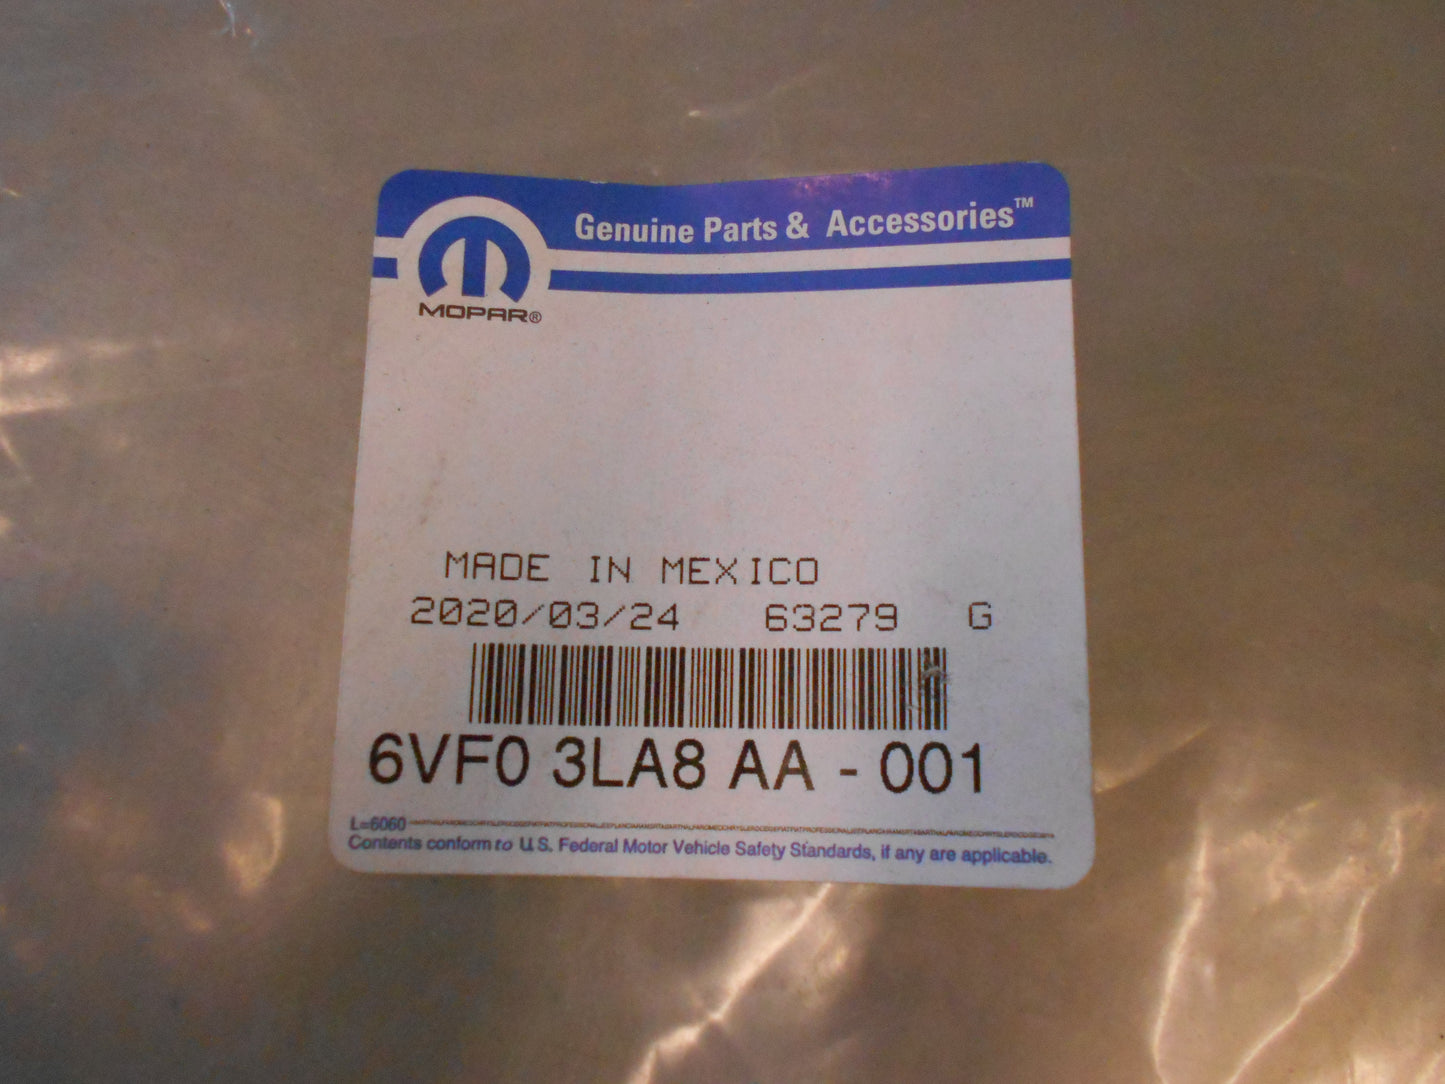 Genuine Parts & Accessories™
MOPAR®
MADE IN MEXICO
2020/03/24 63279 G
6VF0 3LA8 AA - 001
L=6060
Contents conform to U.S. Federal Motor Vehicle Safety Standards, if any are applicable.